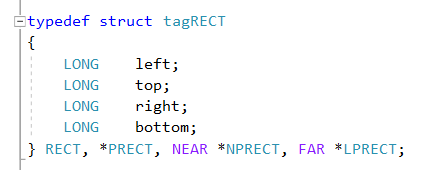 typedef struct tagRECT
{
    LONG    left;
    LONG    top;
    LONG    right;
    LONG    bottom;
} RECT, *PRECT, NEAR *NPRECT, FAR *LPRECT;